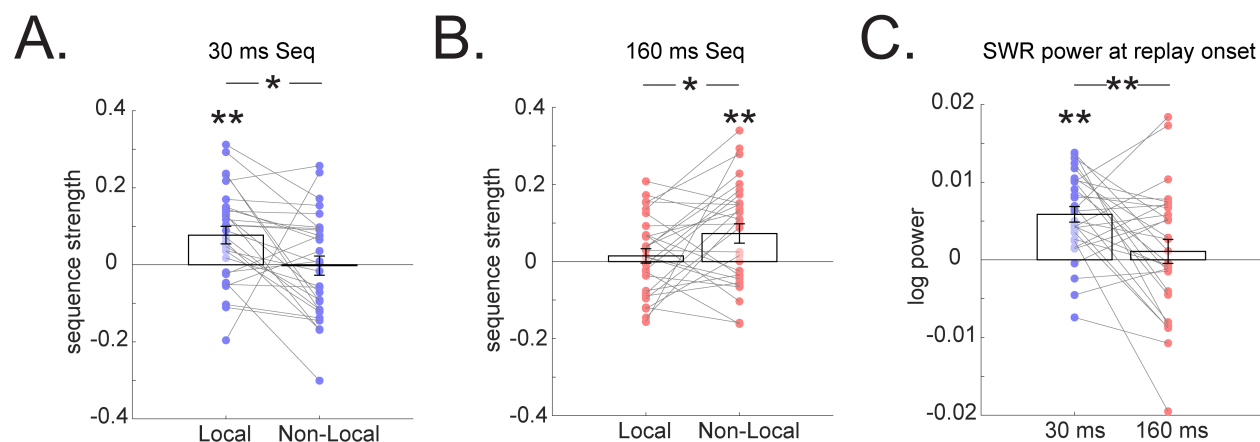 A.
30 ms Seq
*
**
sequence strength
0.4
0.2
0
-0.2
-0.4
Local Non-Local
B.
160 ms Seq
*
**
sequence strength
0.4
0.2
0
-0.2
-0.4
Local Non-Local
C.
SWR power at replay onset
**
**
log power
0.02
0.01
0
-0.01
-0.02
30 ms 160 ms